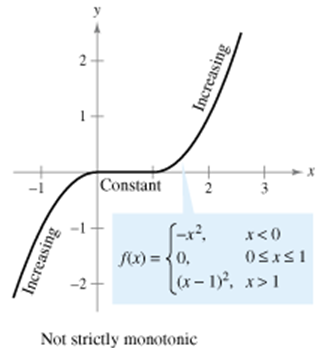 y
2
Increasing
1
x
−1
Constant
2
3
−1
Increasing
−2
f(x) = { −x², x < 0
0, 0 ≤ x ≤ 1
(x − 1)², x > 1
Not strictly monotonic